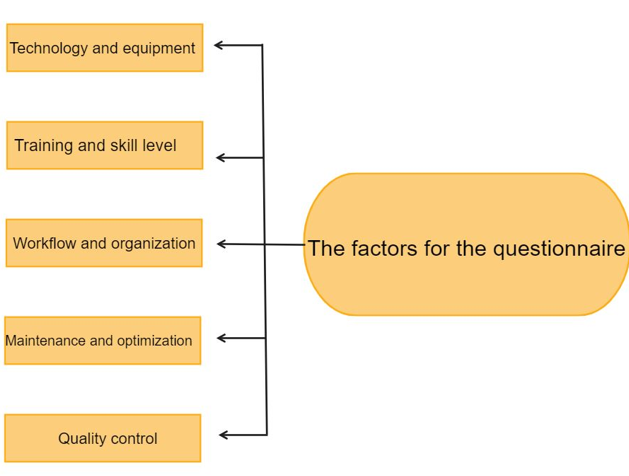 Technology and equipment
Training and skill level
Workflow and organization
The factors for the questionnaire
Maintenance and optimization
Quality control